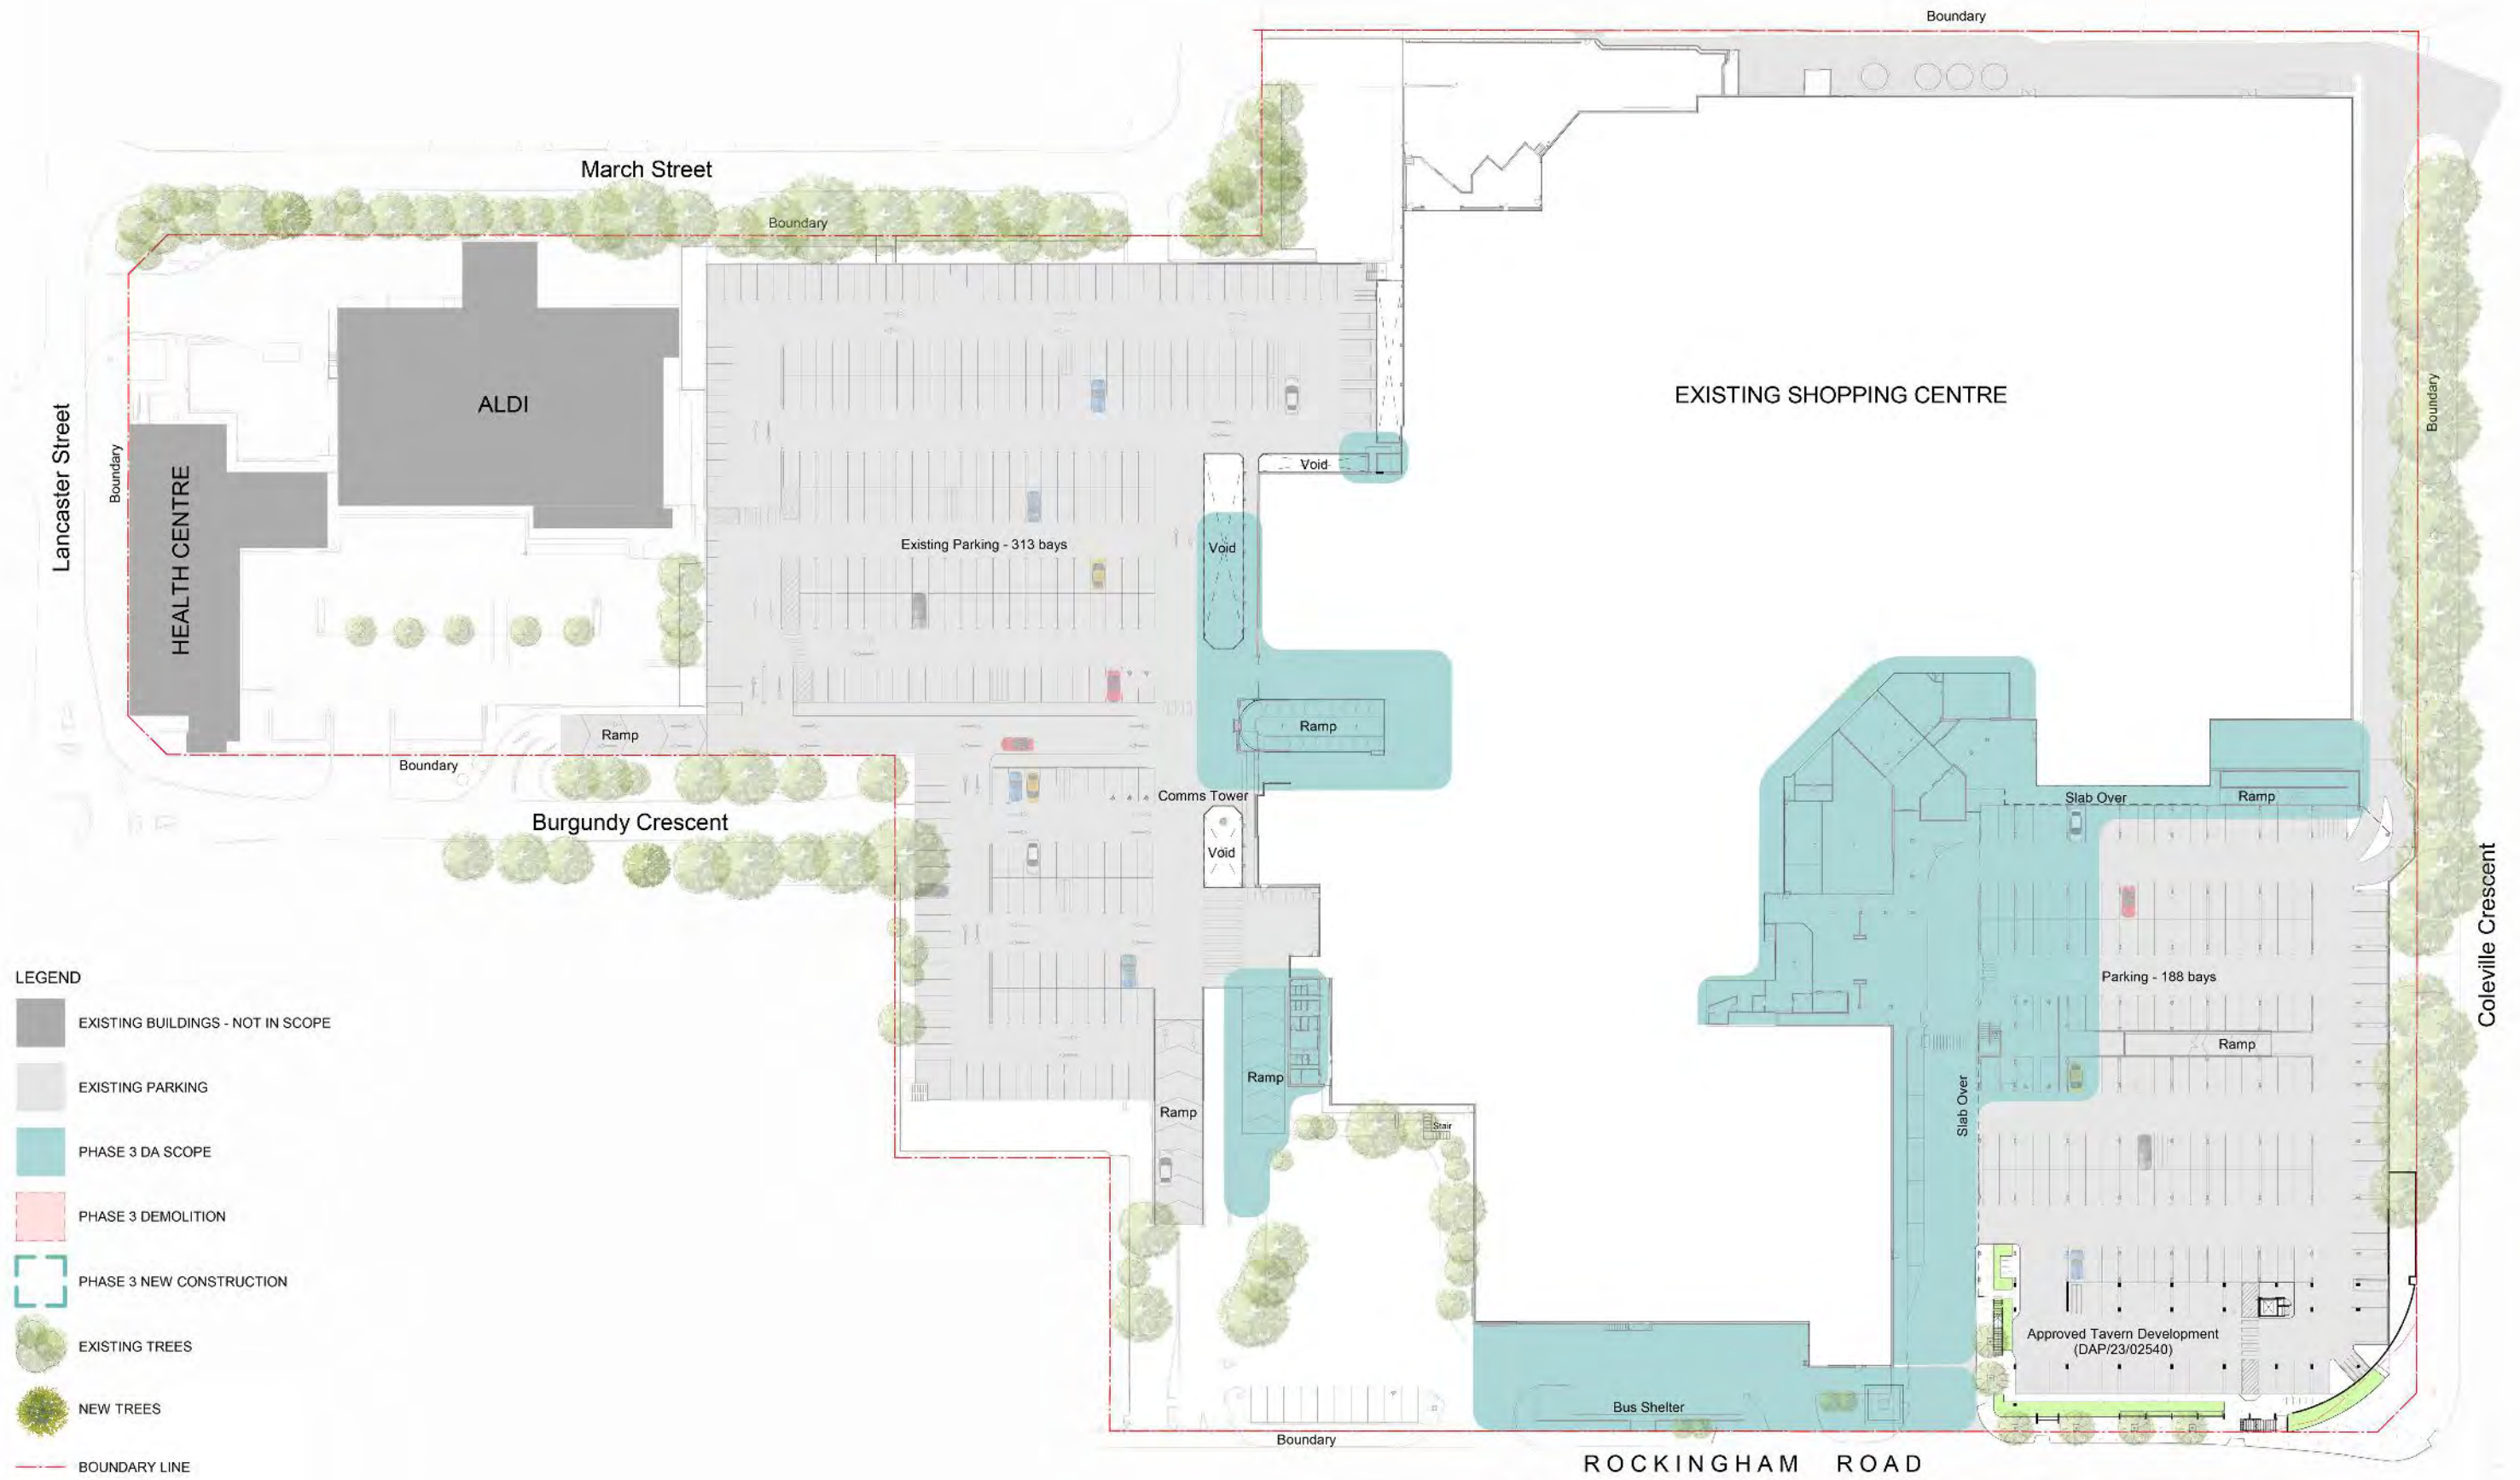 Boundary
March Street
Boundary
EXISTING SHOPPING CENTRE
ALDI
Lancaster Street
Boundary
HEALTH CENTRE
Boundary
Void
Void
Existing Parking - 313 bays
Ramp
Ramp
Boundary
Comms Tower
Void
Burgundy Crescent
Slab Over
Ramp
Coleville Crescent
Parking - 188 bays
Ramp
Slab Over
Ramp
Ramp
Stair
LEGEND
EXISTING BUILDINGS - NOT IN SCOPE
EXISTING PARKING
PHASE 3 DA SCOPE
PHASE 3 DEMOLITION
PHASE 3 NEW CONSTRUCTION
EXISTING TREES
NEW TREES
BOUNDARY LINE
Approved Tavern Development
(DAP/23/02540)
Bus Shelter
Boundary
ROCKINGHAM ROAD